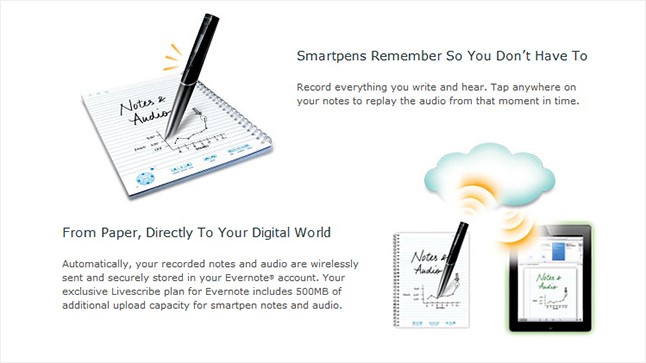 Smartpens Remember So You Don't Have To
Record everything you write and hear. Tap anywhere on
your notes to replay the audio from that moment in time.
Notes &
Audio
From Paper, Directly To Your Digital World
Automatically, your recorded notes and audio are wirelessly
sent and securely stored in your Evernote® account. Your
exclusive Livescribe plan for Evernote includes 500MB of
additional upload capacity for smartpen notes and audio.
Notes &
Audio
Notes &
Audio